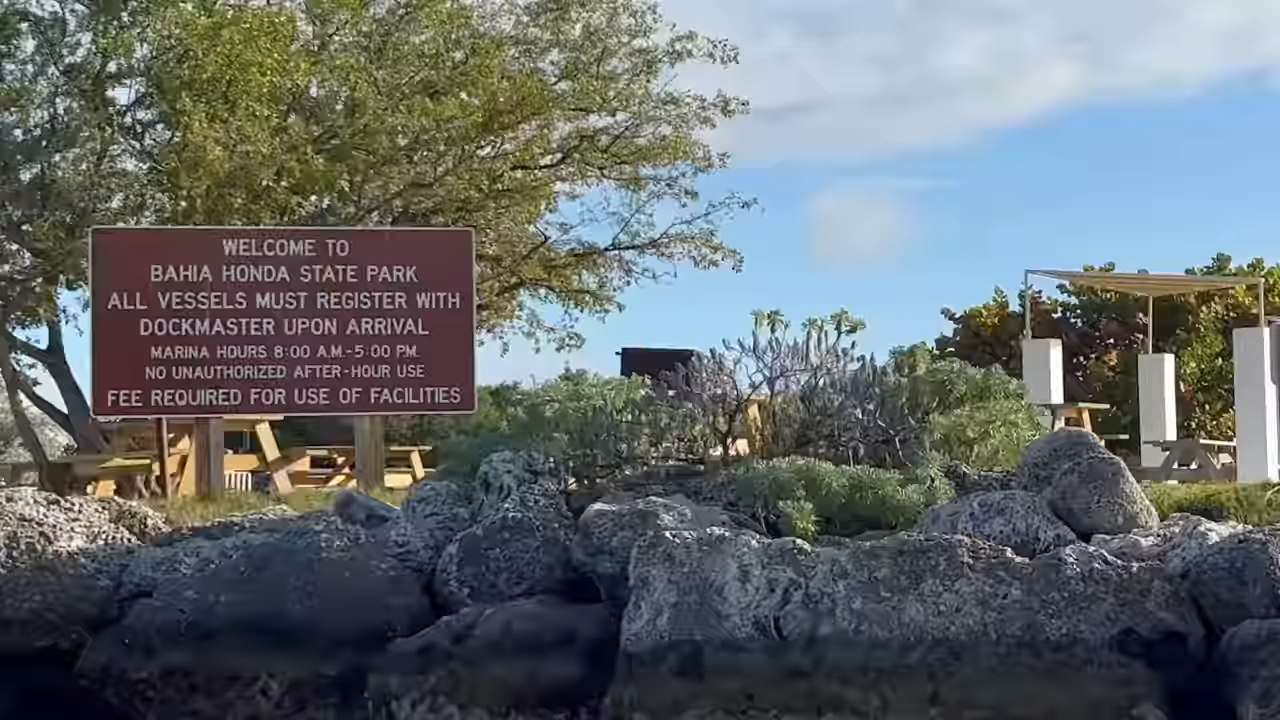 WELCOME TO
BAHIA HONDA STATE PARK
ALL VESSELS MUST REGISTER WITH
DOCKMASTER UPON ARRIVAL
MARINA HOURS 8:00 A.M.-5:00 P.M.
NO UNAUTHORIZED AFTER-HOUR USE
FEE REQUIRED FOR USE OF FACILITIES